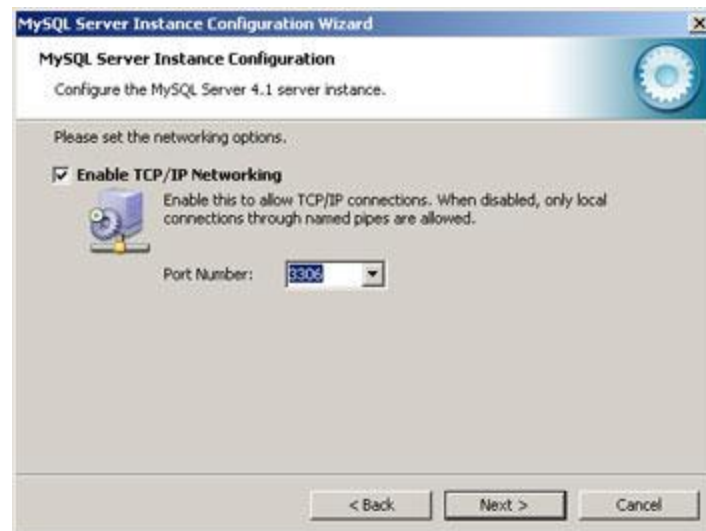 MySQL Server Instance Configuration Wizard
MySQL Server Instance Configuration
Configure the MySQL Server 4.1 server instance.
Please set the networking options.
Enable TCP/IP Networking
Enable this to allow TCP/IP connections. When disabled, only local
connections through named pipes are allowed.
Port Number: 3306
< Back Next > Cancel